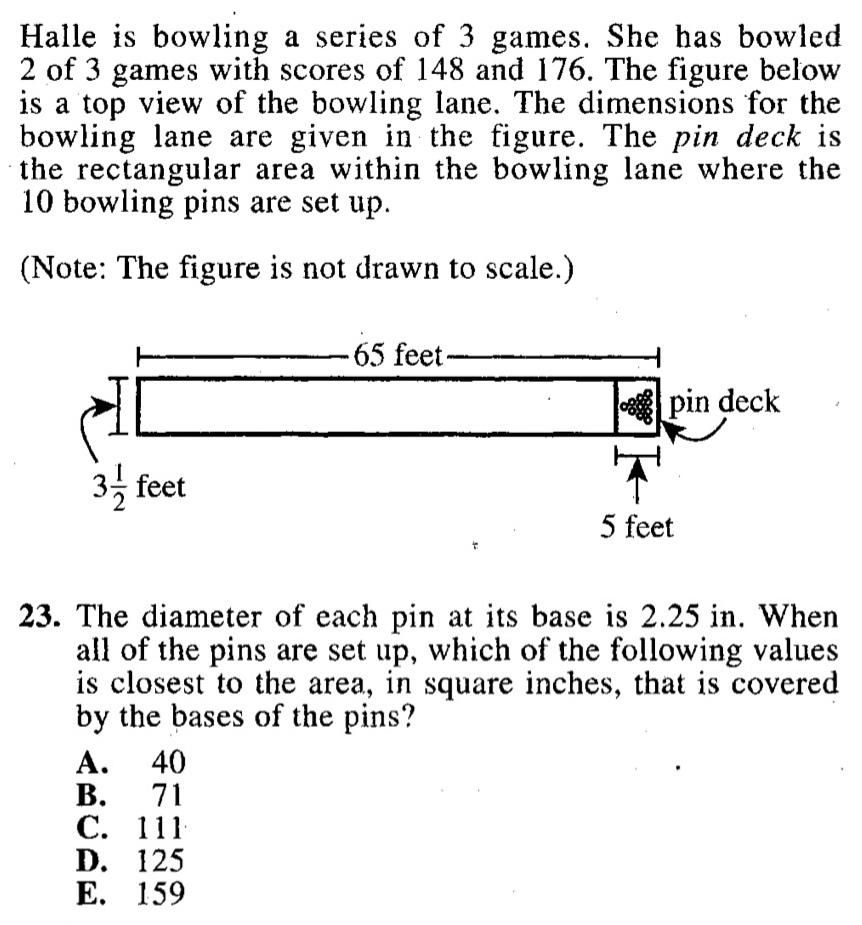 Halle is bowling a series of 3 games. She has bowled
2 of 3 games with scores of 148 and 176. The figure below
is a top view of the bowling lane. The dimensions for the
bowling lane are given in the figure. The pin deck is
the rectangular area within the bowling lane where the
10 bowling pins are set up.
(Note: The figure is not drawn to scale.)
65 feet
pin deck
3 1/2 feet
5 feet
23. The diameter of each pin at its base is 2.25 in. When
all of the pins are set up, which of the following values
is closest to the area, in square inches, that is covered
by the bases of the pins?
A. 40
B. 71
C. 111
D. 125
E. 159